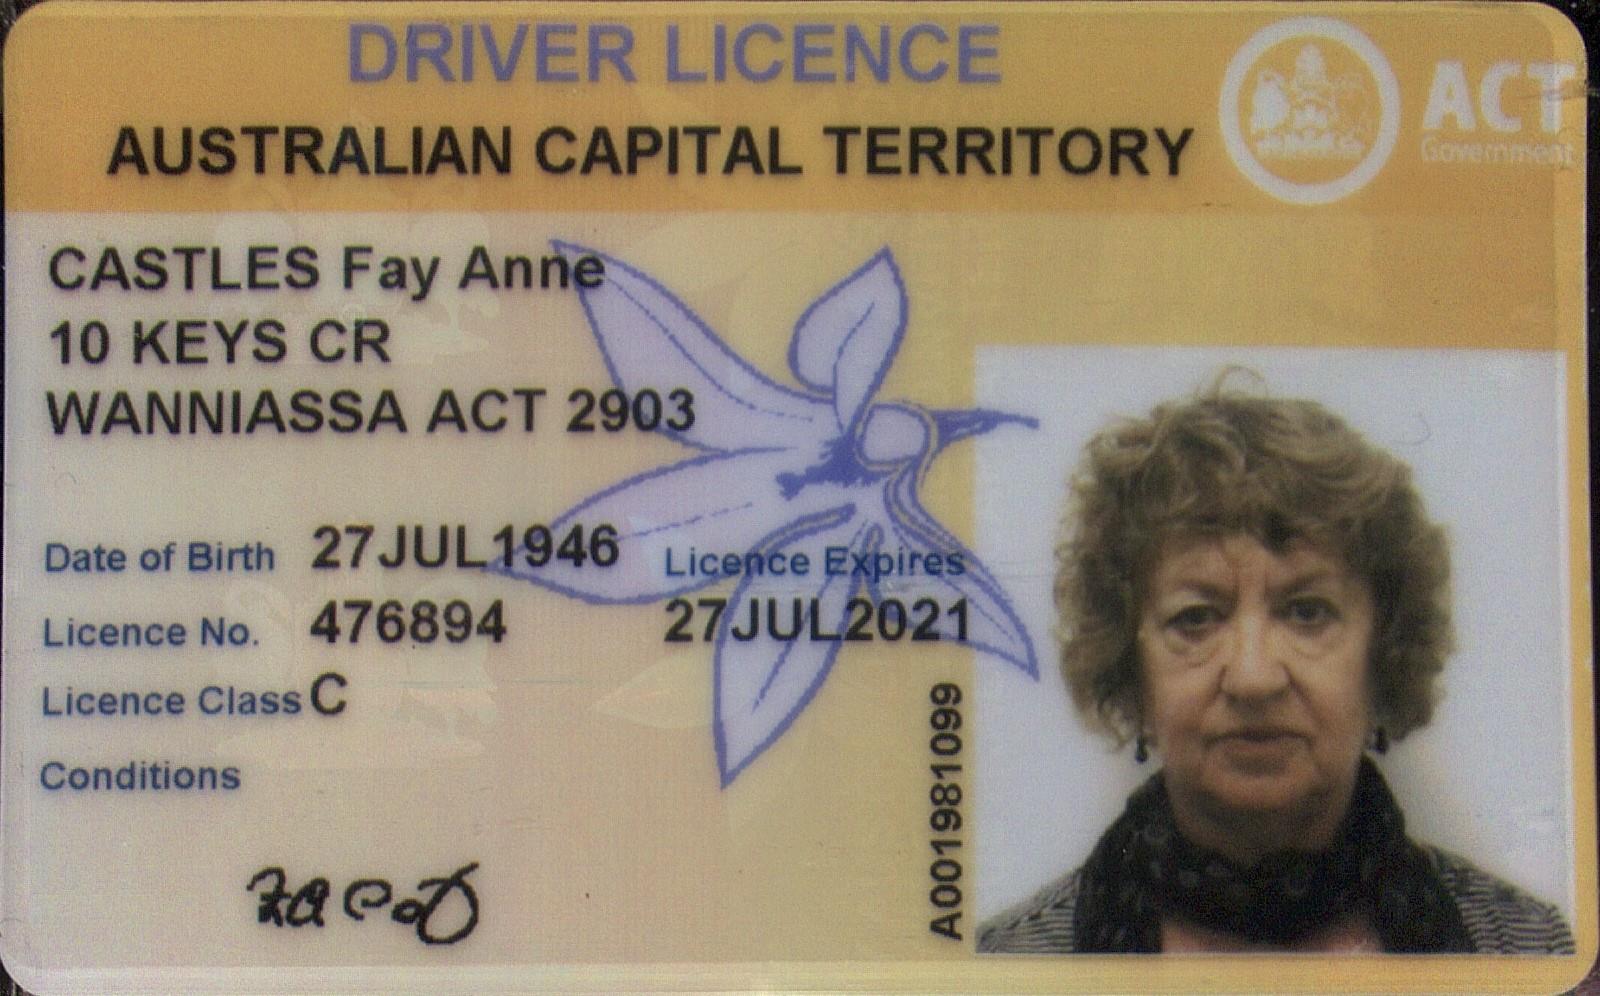 DRIVER LICENCE
AUSTRALIAN CAPITAL TERRITORY
ACT
Government
CASTLES Fay Anne
10 KEYS CR
WANNIASSA ACT 2903
Date of Birth 27JUL1946
Licence Expires
Licence No. 476894
27JUL2021
Licence Class C
Conditions
A001981099